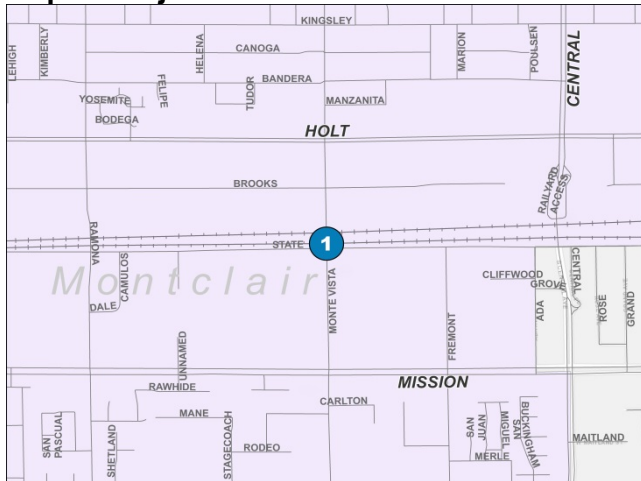 KINGSLEY
LEHIGH
KIMBERLY
HELENA
CANOGA
MARION
POULSEN
CENTRAL
BANDERA
FELIPE
TUDOR
YOSEMITE
MANZANITA
BODEGA
HOLT
BROOKS
RAILYARD
ACCESS
RAMONA
STATE
1
Montclair
CAMULOS
DALE
MONTE VISTA
CLIFFWOOD
GROVE
CENTRAL
ADA
ROSE
GRAND
FREMONT
UNNAMED
MISSION
RAWHIDE
CARLTON
MANE
SAN
PASCUAL
SHETLAND
STAGECOACH
RODEO
SAN
JUAN
SAN
MIGUEL
BUCKINGHAM
MERLE
MAITLAND